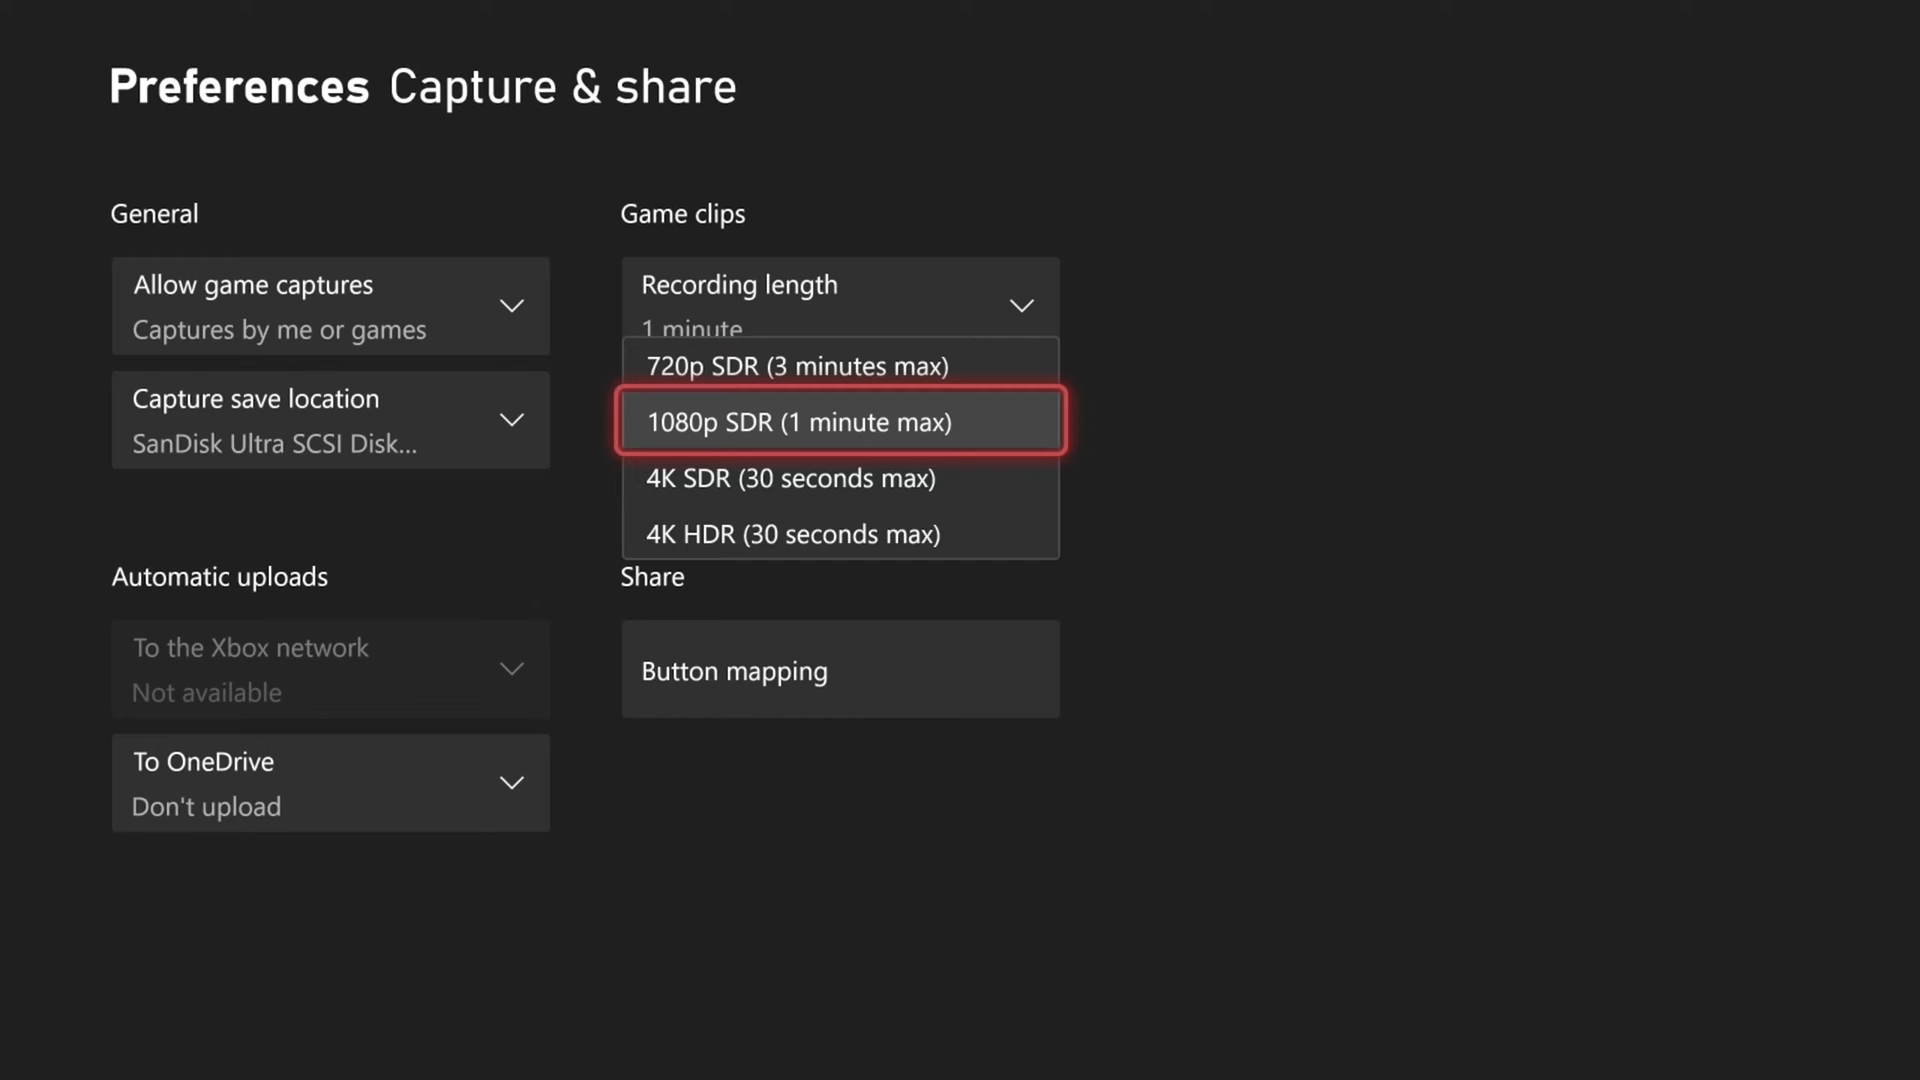 Preferences Capture & share
General
Allow game captures
Captures by me or games
Capture save location
SanDisk Ultra SCSI Disk...
Automatic uploads
To the Xbox network
Not available
To OneDrive
Don't upload
Game clips
Recording length
1 minute
720p SDR (3 minutes max)
1080p SDR (1 minute max)
4K SDR (30 seconds max)
4K HDR (30 seconds max)
Share
Button mapping